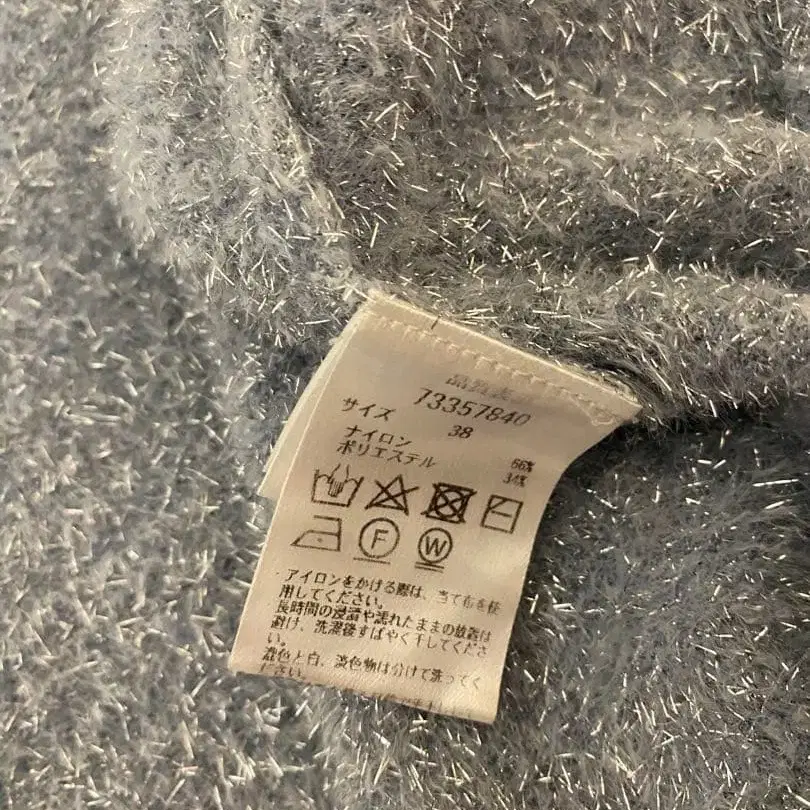 品質表
73357840
サイズ 38
ナイロン 66%
ポリエステル 34%
F W
アイロンをかける際は、当て布を使
用してください。
長時間の浸漬や濡れたままの放置は
避け、洗濯後すばやく干してくださ
い。
濃色と白、淡色物は分けて洗ってく
ださい。